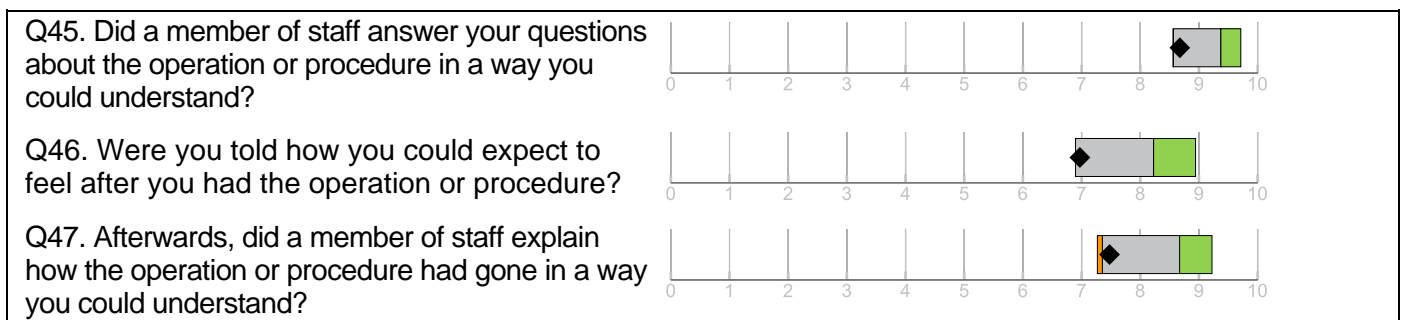 Q45. Did a member of staff answer your questions
about the operation or procedure in a way you
could understand?
0 1 2 3 4 5 6 7 8 9 10
Q46. Were you told how you could expect to
feel after you had the operation or procedure?
0 1 2 3 4 5 6 7 8 9 10
Q47. Afterwards, did a member of staff explain
how the operation or procedure had gone in a way
you could understand?
0 1 2 3 4 5 6 7 8 9 10